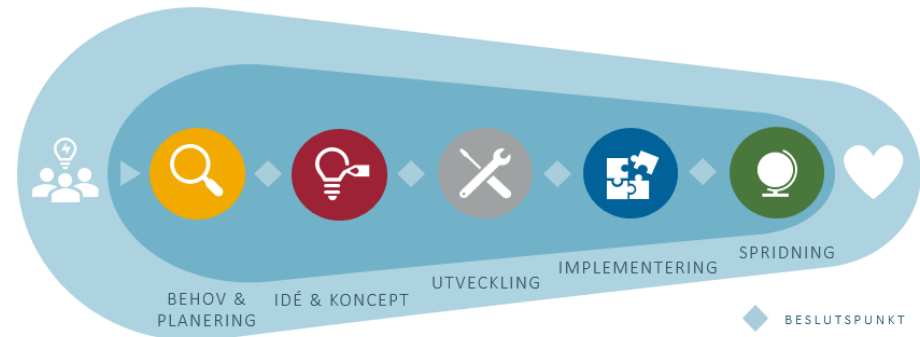 BEHOV &
PLANERING
IDÉ & KONCEPT
UTVECKLING
IMPLEMENTERING
SPRIDNING
BESLUTSPUNKT